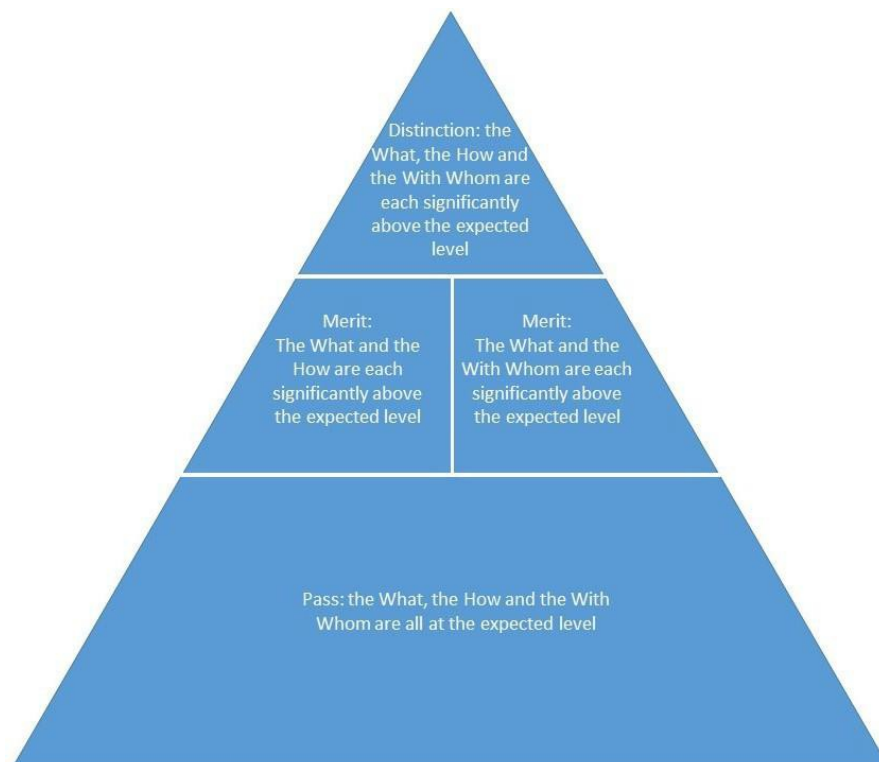 Distinction: the
What, the How and
the With Whom are
each significantly
above the expected
level
Merit:
The What and the
How are each
significantly above
the expected level
Merit:
The What and the
With Whom are each
significantly above
the expected level
Pass: the What, the How and the With
Whom are all at the expected level